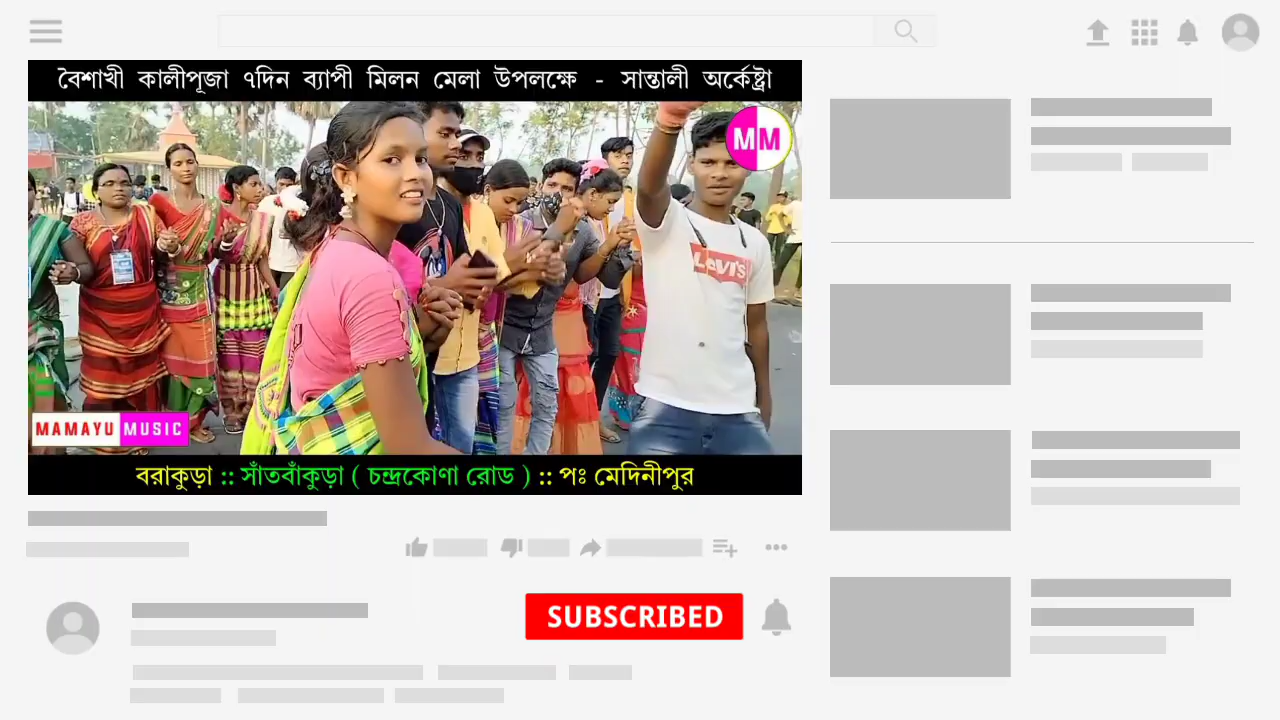 বৈশাখী কালীপূজা ৭দিন ব্যাপী মিলন মেলা উপলক্ষে - সান্তালী অর্কেষ্ট্রা
MM
LEVI'S
MAMAYU MUSIC
বরাকুড়া :: সাঁতবাঁকুড়া ( চন্দ্রকোণা রোড ) :: পঃ মেদিনীপুর
SUBSCRIBED